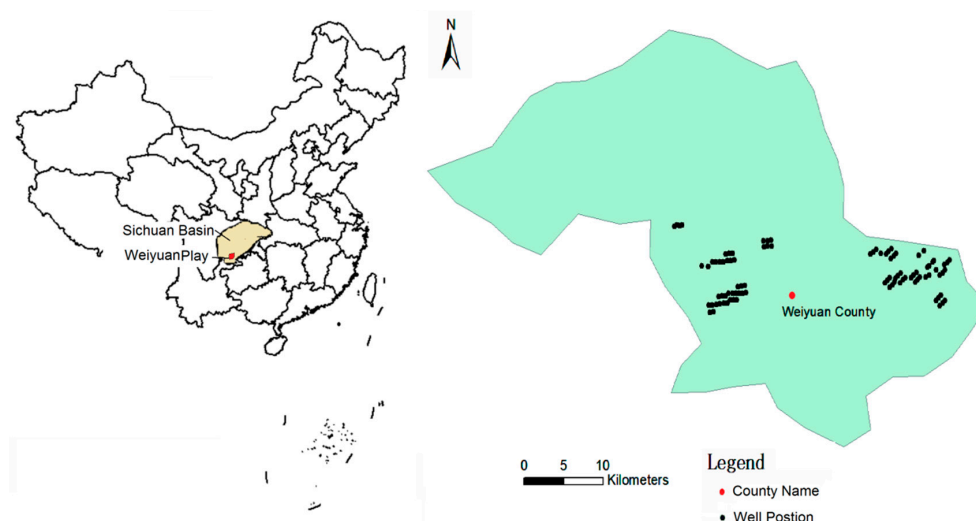 Sichuan Basin
WeiyuanPlay
N
Weiyuan County
0 5 10
Kilometers
Legend
County Name
Well Postion